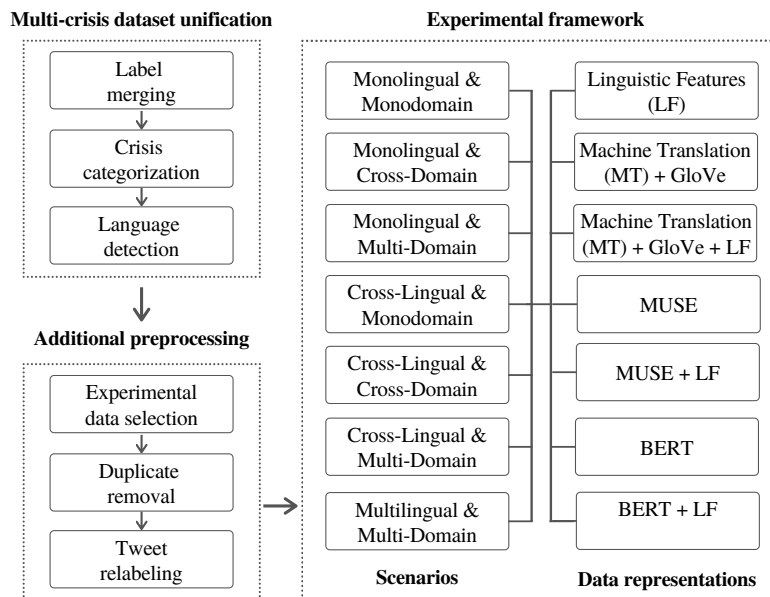 Multi-crisis dataset unification
Label
merging
Crisis
categorization
Language
detection
Additional preprocessing
Experimental
data selection
Duplicate
removal
Tweet
relabeling
Experimental framework
Monolingual &
Monodomain
Monolingual &
Cross-Domain
Monolingual &
Multi-Domain
Cross-Lingual &
Monodomain
Cross-Lingual &
Cross-Domain
Cross-Lingual &
Multi-Domain
Multilingual &
Multi-Domain
Scenarios
Linguistic Features
(LF)
Machine Translation
(MT) + GloVe
Machine Translation
(MT) + GloVe + LF
MUSE
MUSE + LF
BERT
BERT + LF
Data representations